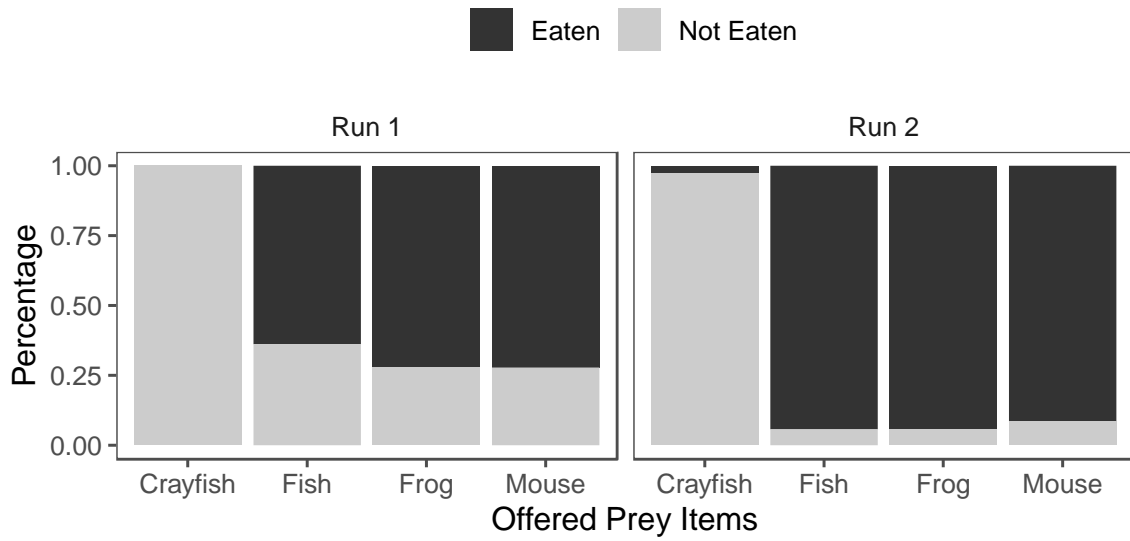 Eaten Not Eaten
Run 1 Run 2
Percentage
1.00
0.75
0.50
0.25
0.00
Crayfish Fish Frog Mouse Crayfish Fish Frog Mouse
Offered Prey Items